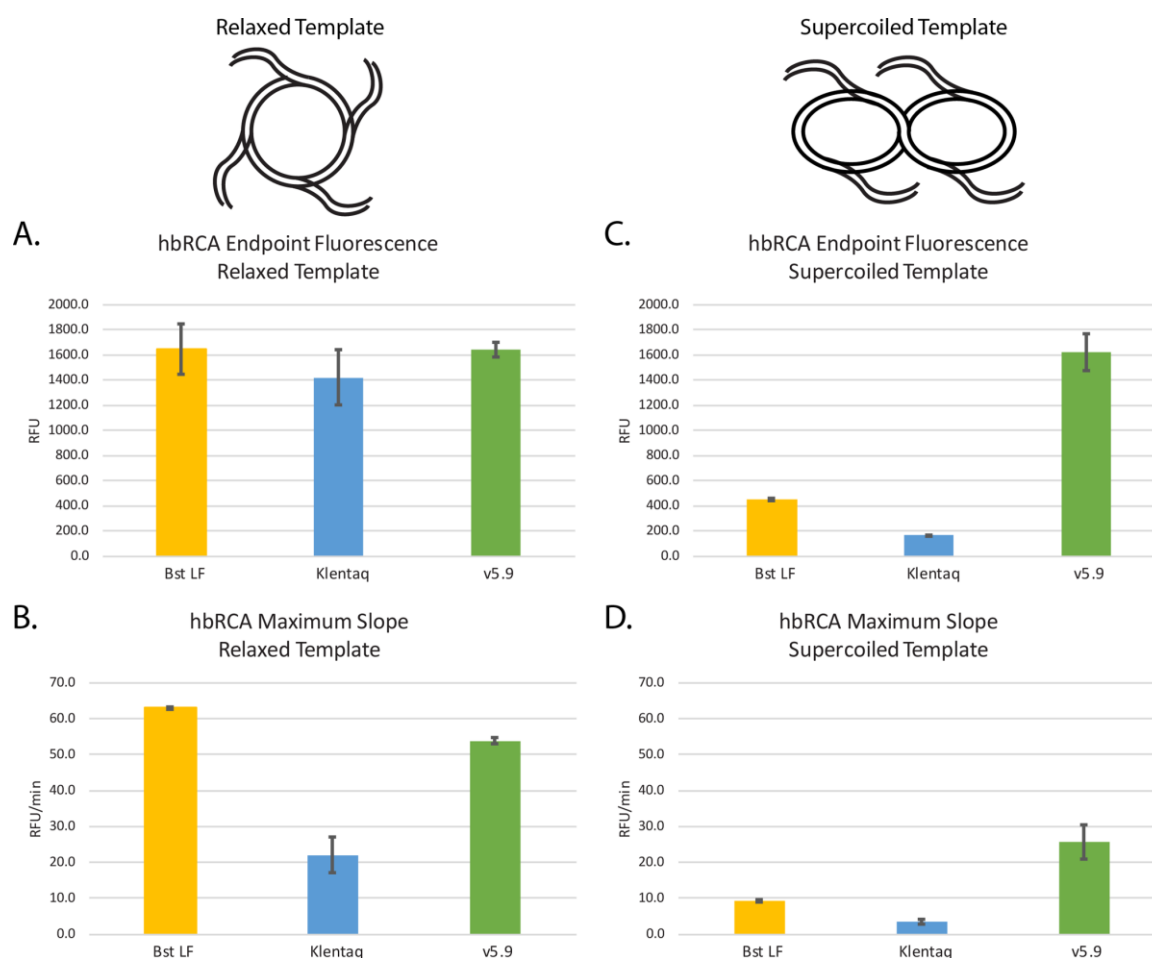 Relaxed Template
Supercoiled Template
A.
hbRCA Endpoint Fluorescence
Relaxed Template
2000.0
1800.0
1600.0
1400.0
1200.0
1000.0
800.0
600.0
400.0
200.0
0.0
RFU
Bst LF Klentaq v5.9
C.
hbRCA Endpoint Fluorescence
Supercoiled Template
2000.0
1800.0
1600.0
1400.0
1200.0
1000.0
800.0
600.0
400.0
200.0
0.0
RFU
Bst LF Klentaq v5.9
B.
hbRCA Maximum Slope
Relaxed Template
70.0
60.0
50.0
40.0
30.0
20.0
10.0
0.0
RFU/min
Bst LF Klentaq v5.9
D.
hbRCA Maximum Slope
Supercoiled Template
70.0
60.0
50.0
40.0
30.0
20.0
10.0
0.0
RFU/min
Bst LF Klentaq v5.9